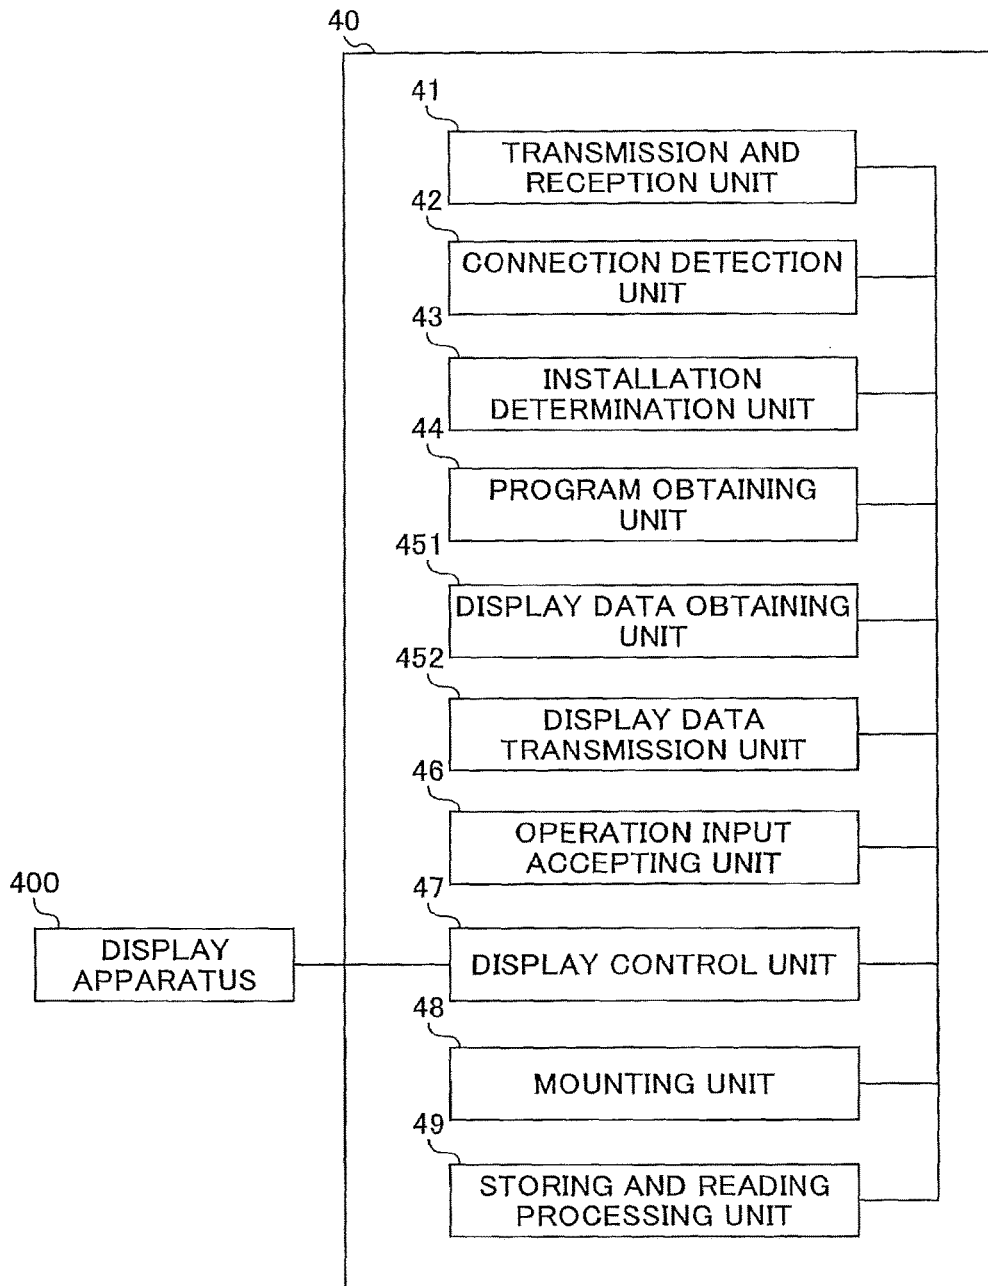 40
41
TRANSMISSION AND
RECEPTION UNIT
42
CONNECTION DETECTION
UNIT
43
INSTALLATION
DETERMINATION UNIT
44
PROGRAM OBTAINING
UNIT
451
DISPLAY DATA OBTAINING
UNIT
452
DISPLAY DATA
TRANSMISSION UNIT
46
OPERATION INPUT
ACCEPTING UNIT
400
DISPLAY
APPARATUS
47
DISPLAY CONTROL UNIT
48
MOUNTING UNIT
49
STORING AND READING
PROCESSING UNIT